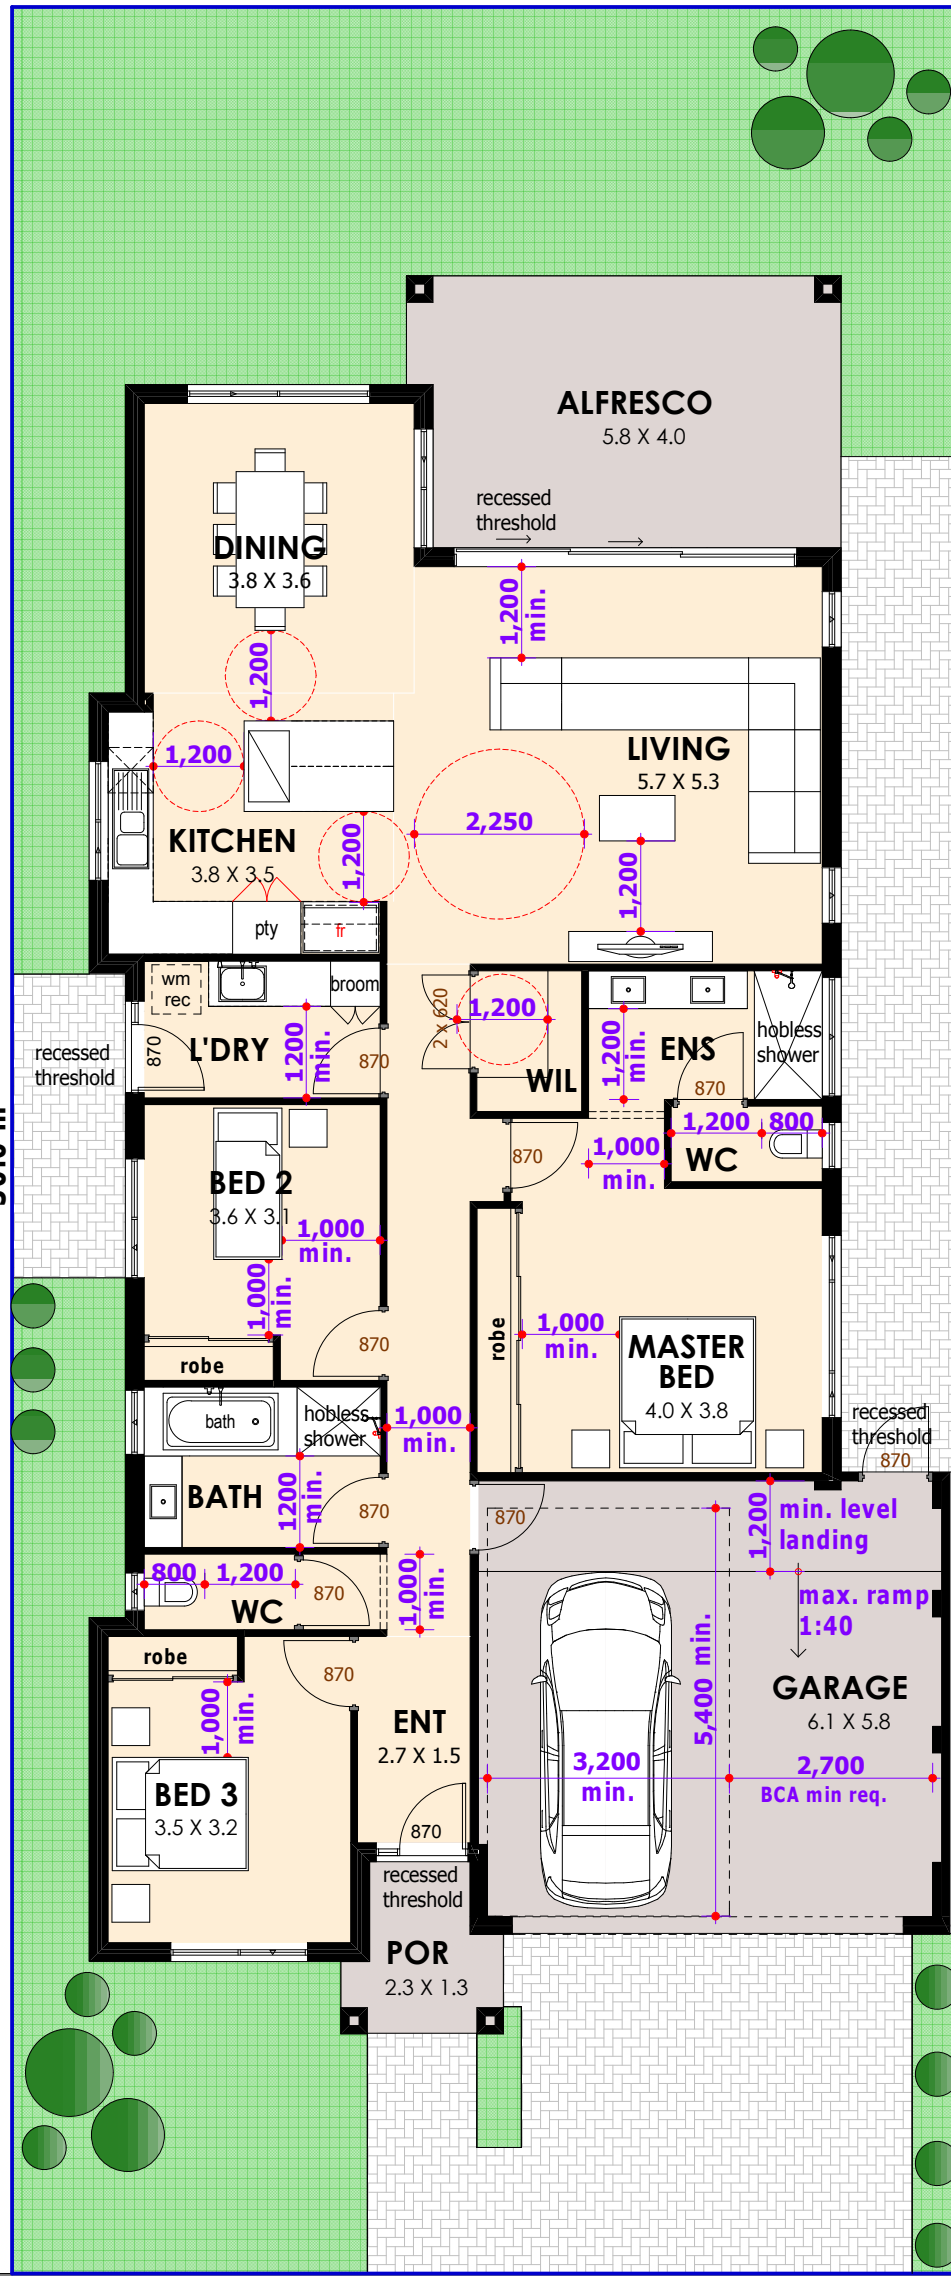 ALFRESCO
5.8 X 4.0
recessed
threshold
DINING
3.8 X 3.6
1,200
min.
1,200
1,200
LIVING
5.7 X 5.3
2,250
KITCHEN
3.8 X 3.5
1,200
1,200
pty
fr
wm
rec
broom
2 x 620
1,200
WIL
1,200
min.
ENS
hobless
shower
recessed
threshold
870
L'DRY
1200
min.
870
870
1,200
800
WC
870
1,000
min.
BED 2
3.6 X 3.1
1,000
min.
1,000
min.
870
robe
robe
1,000
min.
MASTER
BED
4.0 X 3.8
bath
hobless
shower
1,000
min.
recessed
threshold
870
BATH
1200
min.
870
870
1,200
min. level
landing
800
1,200
WC
870
1,000
min.
max. ramp
1:40
robe
870
1,000
min.
ENT
2.7 X 1.5
5,400 min.
GARAGE
6.1 X 5.8
BED 3
3.5 X 3.2
3,200
min.
2,700
BCA min req.
870
recessed
threshold
POR
2.3 X 1.3